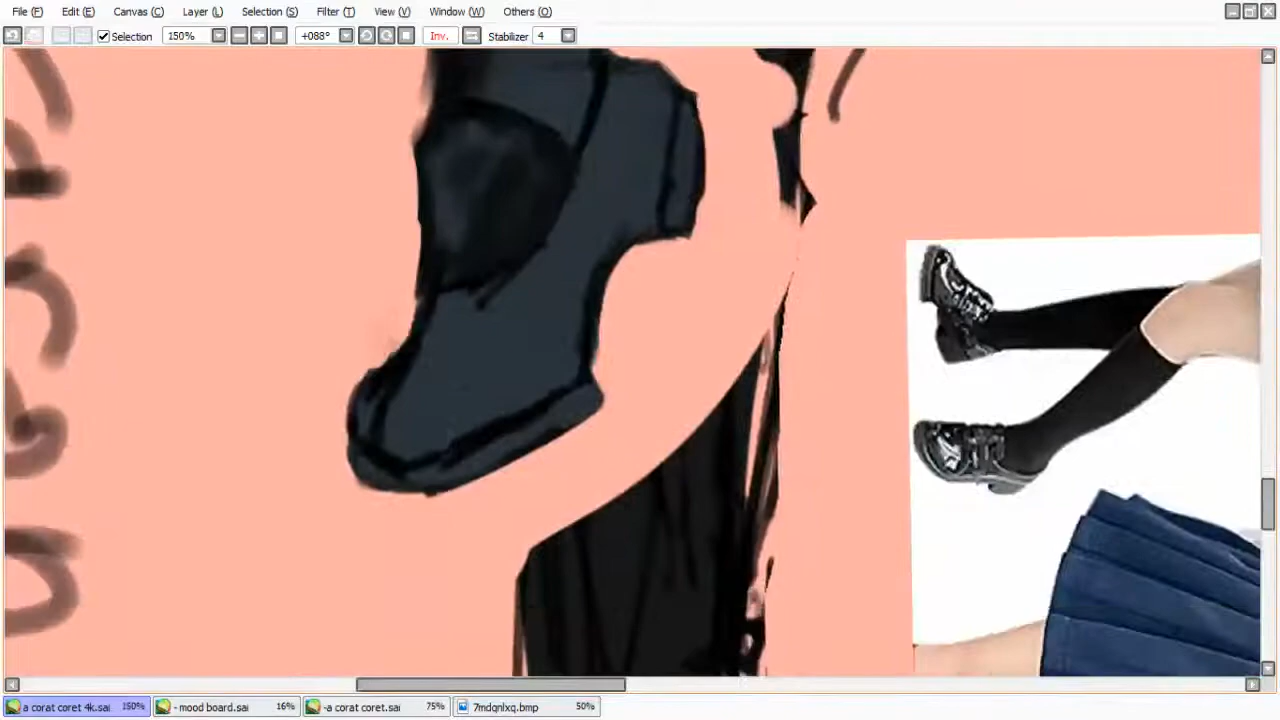 File (F) Edit (E) Canvas (C) Layer (L) Selection (S) Filter (T) View (V) Window (W) Others (O)
Selection 150% +088° Inv. Stabilizer 4
a corat coret 4k.sai 150% - mood board.sai 16% -a corat coret.sai 75% 7mdqnlxq.bmp 50%